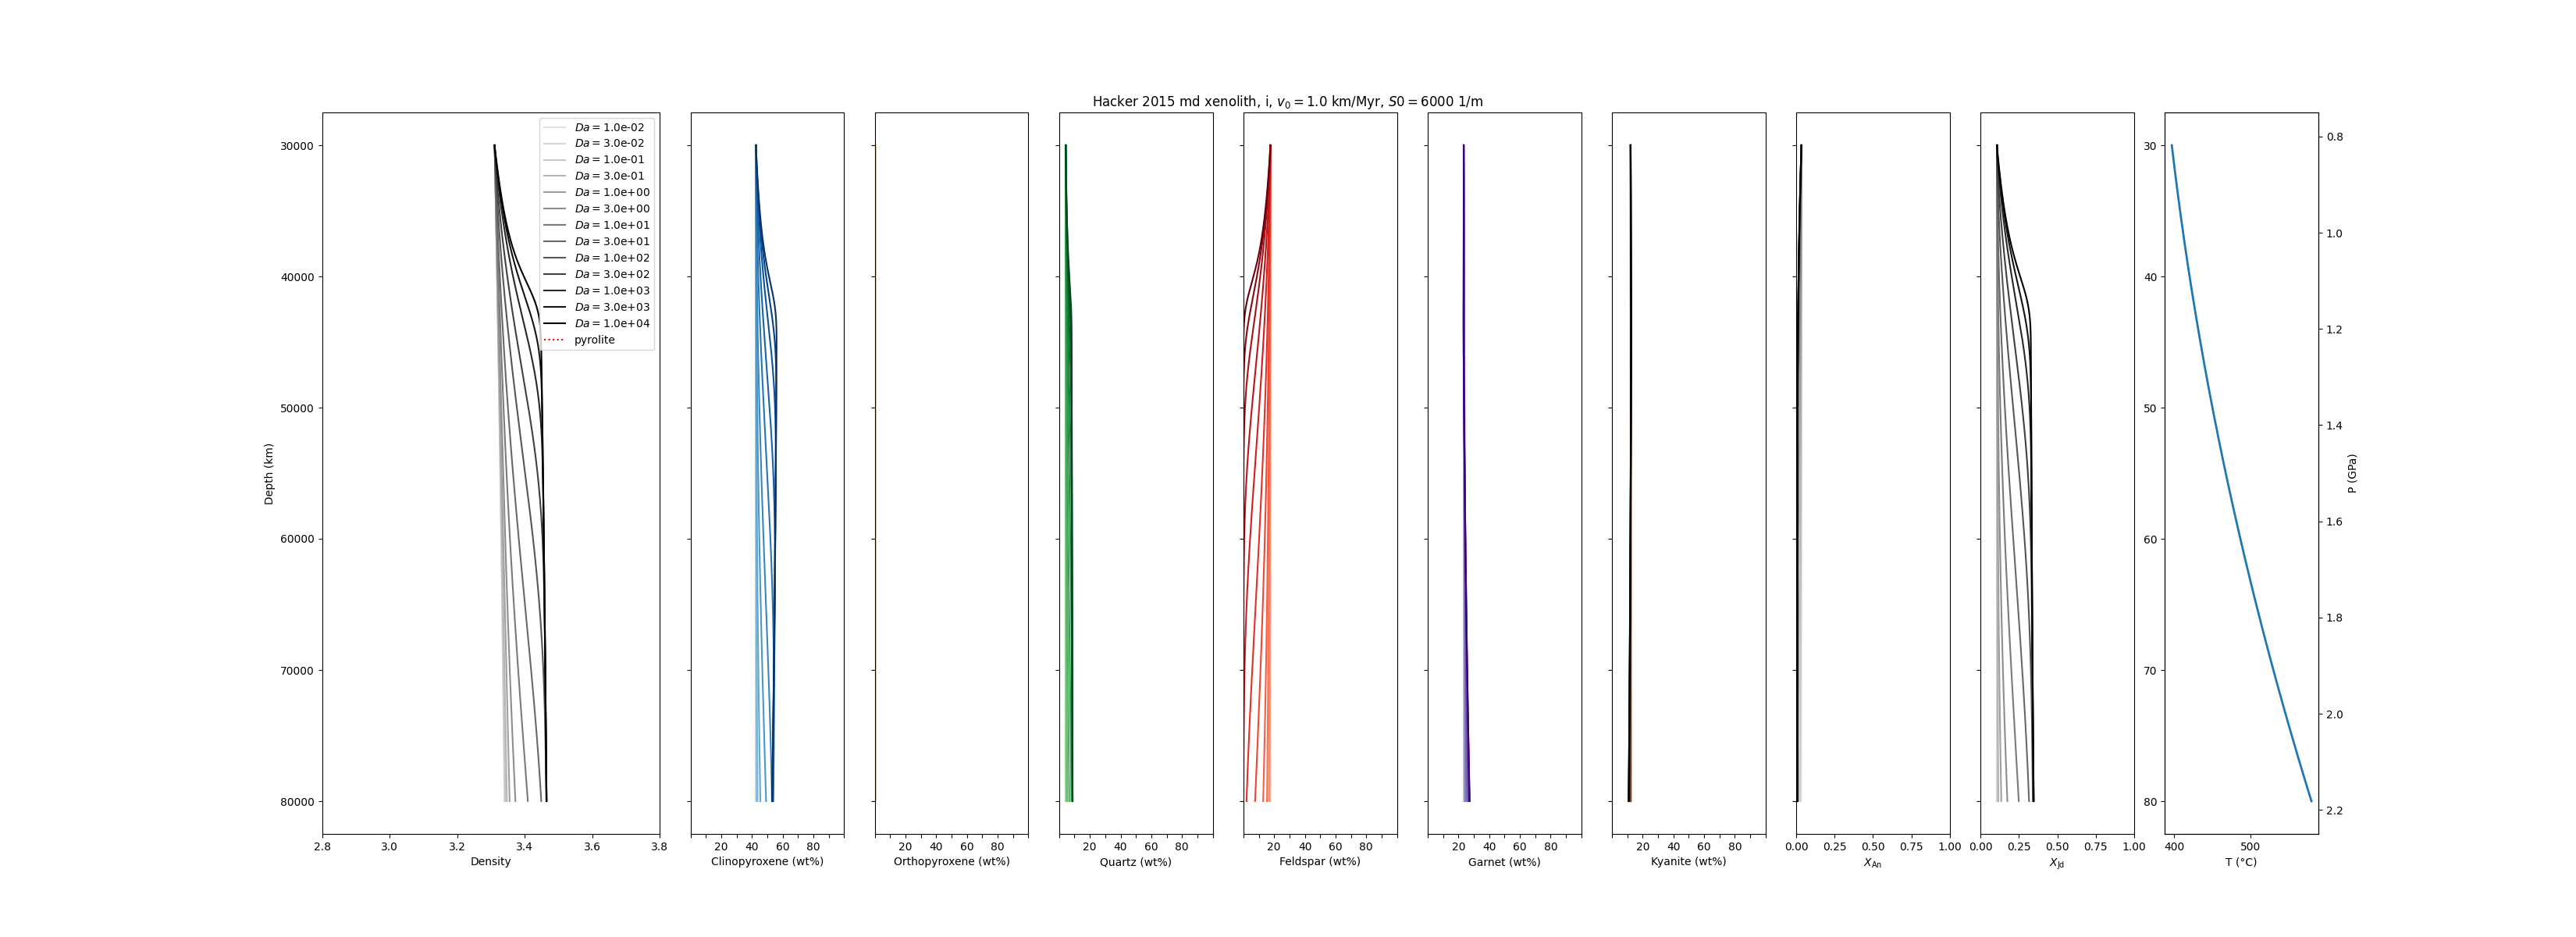 Hacker 2015 md xenolith, i, v₀ = 1.0 km/Myr, S0 = 6000 1/m
Da = 1.0e-02
Da = 3.0e-02
Da = 1.0e-01
Da = 3.0e-01
Da = 1.0e+00
Da = 3.0e+00
Da = 1.0e+01
Da = 3.0e+01
Da = 1.0e+02
Da = 3.0e+02
Da = 1.0e+03
Da = 3.0e+03
Da = 1.0e+04
pyrolite
Depth (km)
30000
40000
50000
60000
70000
80000
2.8 3.0 3.2 3.4 3.6 3.8
Density
20 40 60 80
Clinopyroxene (wt%)
20 40 60 80
Orthopyroxene (wt%)
20 40 60 80
Quartz (wt%)
20 40 60 80
Feldspar (wt%)
20 40 60 80
Garnet (wt%)
20 40 60 80
Kyanite (wt%)
0.00 0.25 0.50 0.75 1.00
X_An
0.00 0.25 0.50 0.75 1.00
X_Jd
30
40
50
60
70
80
400 500
T (°C)
0.8
1.0
1.2
1.4
1.6
1.8
2.0
2.2
P (GPa)